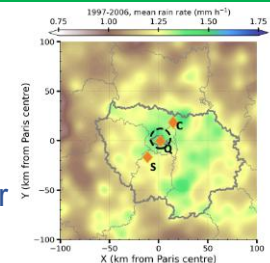 1997-2006, mean rain rate (mm h⁻¹)
0.75 1.00 1.25 1.50 1.75
100
50
0
−50
−100
C
Q
S
r
−100 −50 0 50 100
Y (km from Paris centre)
X (km from Paris centre)